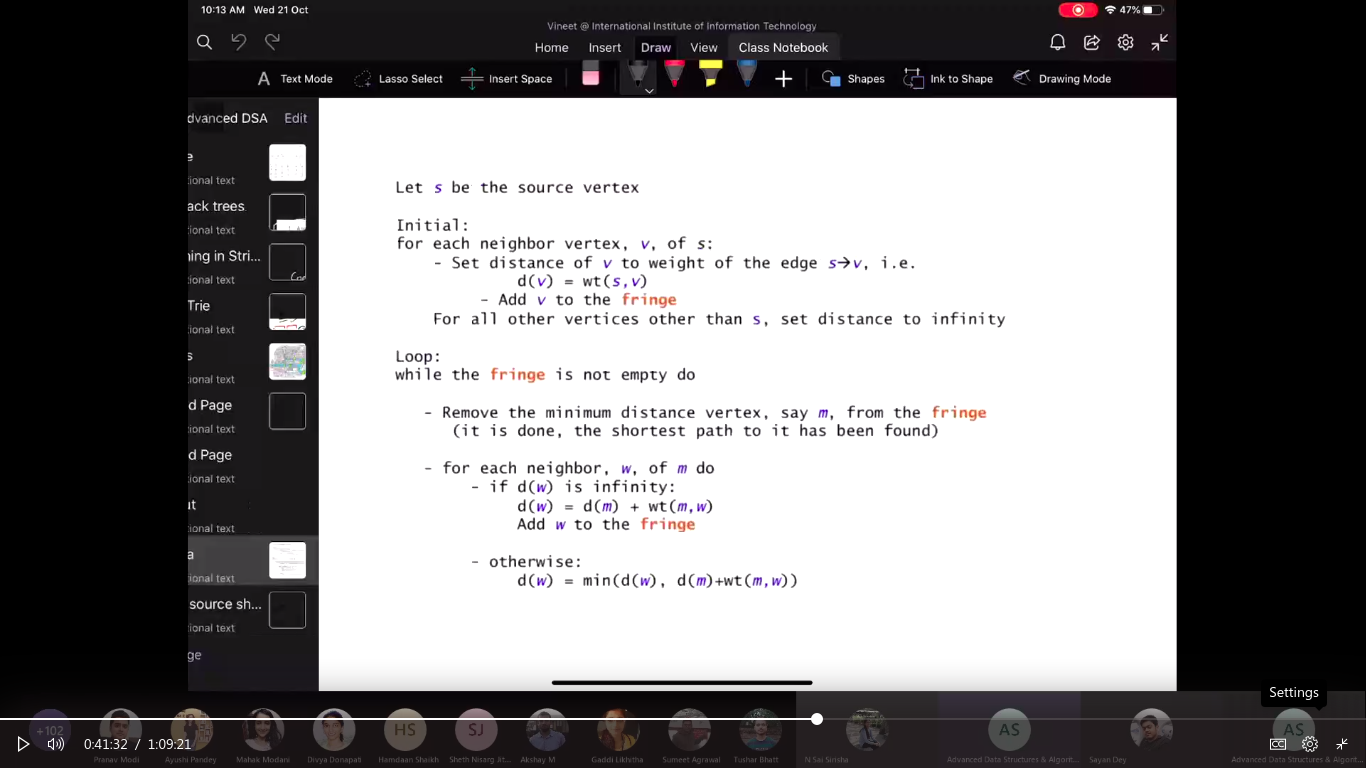 10:13 AM Wed 21 Oct
47%
Vineet @ International Institute of Information Technology
Home Insert Draw View Class Notebook
Text Mode Lasso Select Insert Space Shapes Ink to Shape Drawing Mode
dvanced DSA Edit
e
ional text
ack trees
ional text
ning in Stri...
ional text
Trie
ional text
s
ional text
d Page
ional text
d Page
ional text
ut
ional text
a
ional text
source sh...
ional text
ge
Let s be the source vertex
Initial:
for each neighbor vertex, v, of s:
- Set distance of v to weight of the edge s→v, i.e.
d(v) = wt(s,v)
- Add v to the fringe
For all other vertices other than s, set distance to infinity
Loop:
while the fringe is not empty do
- Remove the minimum distance vertex, say m, from the fringe
(it is done, the shortest path to it has been found)
- for each neighbor, w, of m do
- if d(w) is infinity:
d(w) = d(m) + wt(m,w)
Add w to the fringe
- otherwise:
d(w) = min(d(w), d(m)+wt(m,w))
Settings
+102 HS SJ AS AS
0:41:32 / 1:09:21
CC
Pranav Modi Ayushi Pandey Mahak Modani Divya Donapati Hamdaan Shaikh Sheth Nisarg Jit... Akshay M Gaddi Likhitha Sumeet Agrawal Tushar Bhatt N Sai Sirisha Advanced Data Structures & Algorit... Sayan Dey Advanced Data Structures & Algorit...